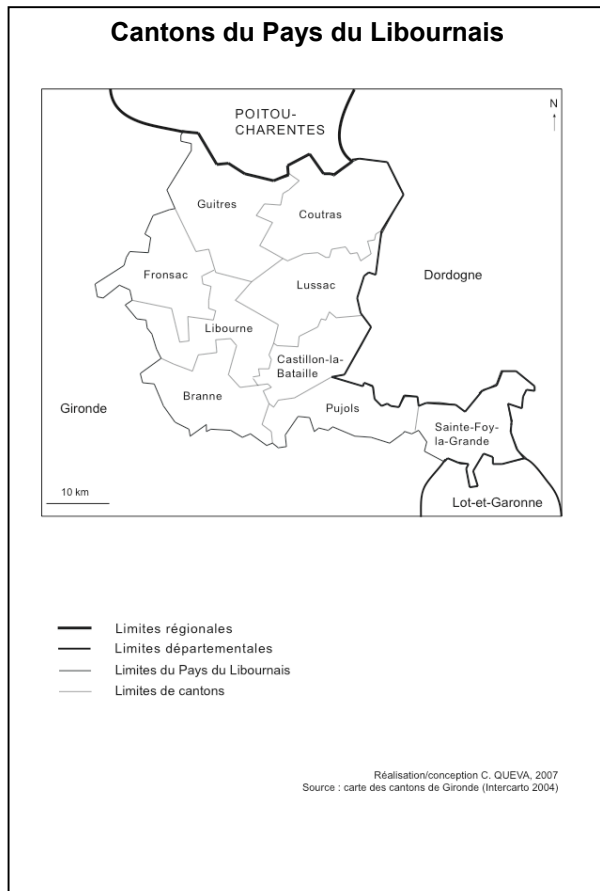 Cantons du Pays du Libournais
POITOU-
CHARENTES
N
Guitres
Coutras
Fronsac
Lussac
Dordogne
Libourne
Castillon-la-
Bataille
Branne
Pujols
Gironde
Sainte-Foy-
la-Grande
10 km
Lot-et-Garonne
Limites régionales
Limites départementales
Limites du Pays du Libournais
Limites de cantons
Réalisation/conception C. QUEVA, 2007
Source : carte des cantons de Gironde (Intercarto 2004)